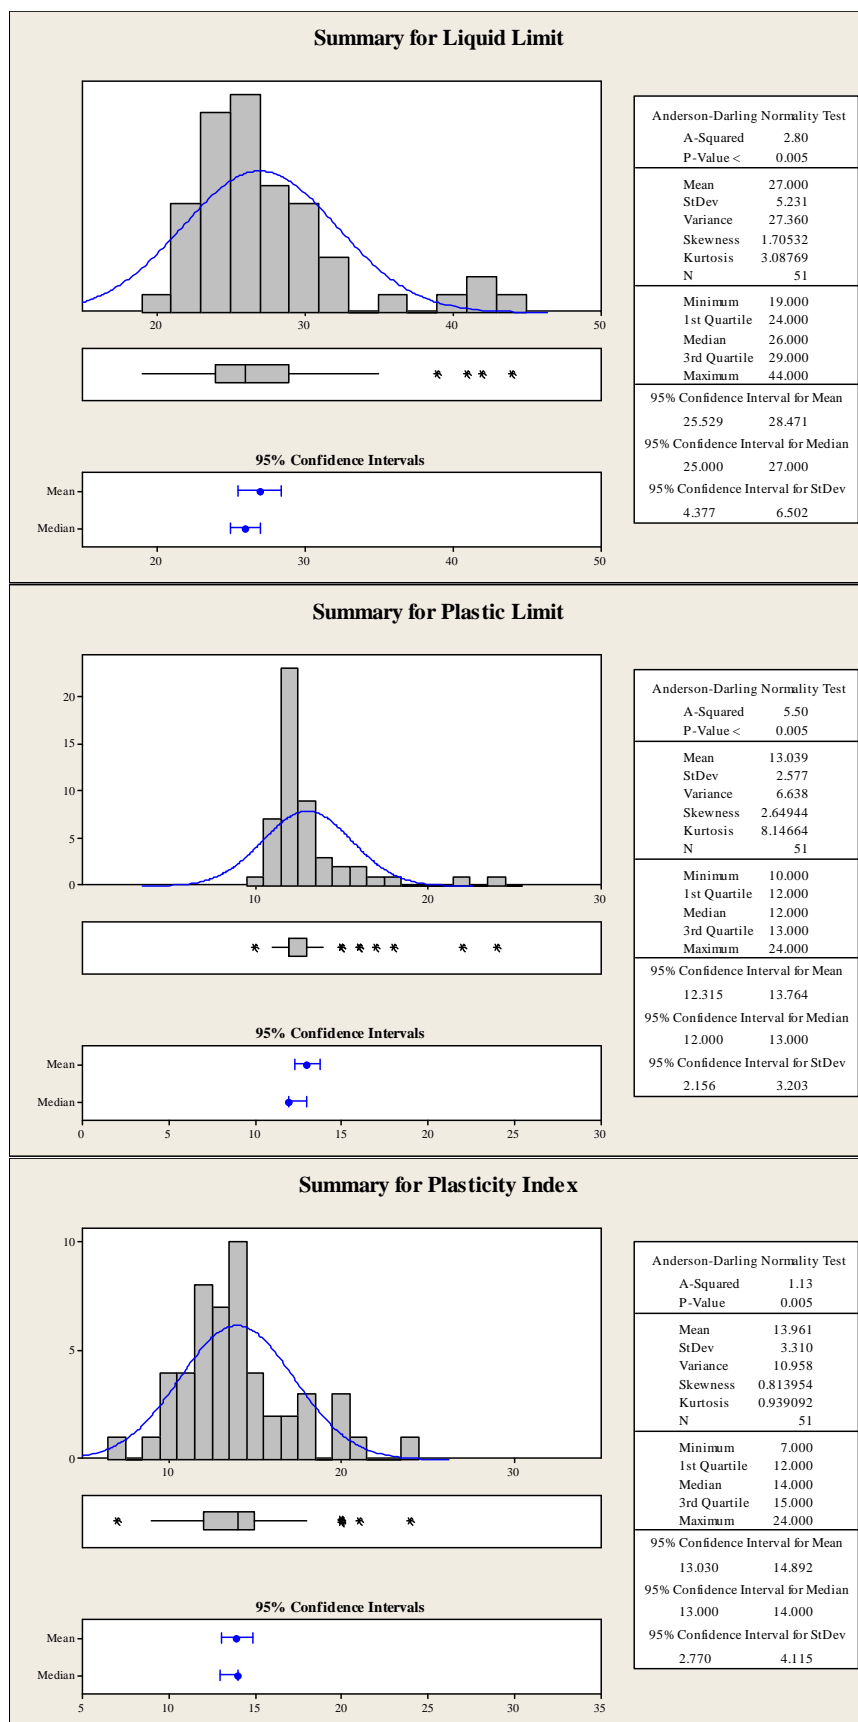 Summary for Liquid Limit
20 30 40 50
95% Confidence Intervals
Mean
Median
20 30 40 50
Anderson-Darling Normality Test
A-Squared 2.80
P-Value < 0.005
Mean 27.000
StDev 5.231
Variance 27.360
Skewness 1.70532
Kurtosis 3.08769
N 51
Minimum 19.000
1st Quartile 24.000
Median 26.000
3rd Quartile 29.000
Maximum 44.000
95% Confidence Interval for Mean
25.529 28.471
95% Confidence Interval for Median
25.000 27.000
95% Confidence Interval for StDev
4.377 6.502
Summary for Plastic Limit
20
15
10
5
0
10 20 30
95% Confidence Intervals
Mean
Median
0 5 10 15 20 25 30
Anderson-Darling Normality Test
A-Squared 5.50
P-Value < 0.005
Mean 13.039
StDev 2.577
Variance 6.638
Skewness 2.64944
Kurtosis 8.14664
N 51
Minimum 10.000
1st Quartile 12.000
Median 12.000
3rd Quartile 13.000
Maximum 24.000
95% Confidence Interval for Mean
12.315 13.764
95% Confidence Interval for Median
12.000 13.000
95% Confidence Interval for StDev
2.156 3.203
Summary for Plasticity Index
10
5
0
10 20 30
95% Confidence Intervals
Mean
Median
5 10 15 20 25 30 35
Anderson-Darling Normality Test
A-Squared 1.13
P-Value 0.005
Mean 13.961
StDev 3.310
Variance 10.958
Skewness 0.813954
Kurtosis 0.939092
N 51
Minimum 7.000
1st Quartile 12.000
Median 14.000
3rd Quartile 15.000
Maximum 24.000
95% Confidence Interval for Mean
13.030 14.892
95% Confidence Interval for Median
13.000 14.000
95% Confidence Interval for StDev
2.770 4.115